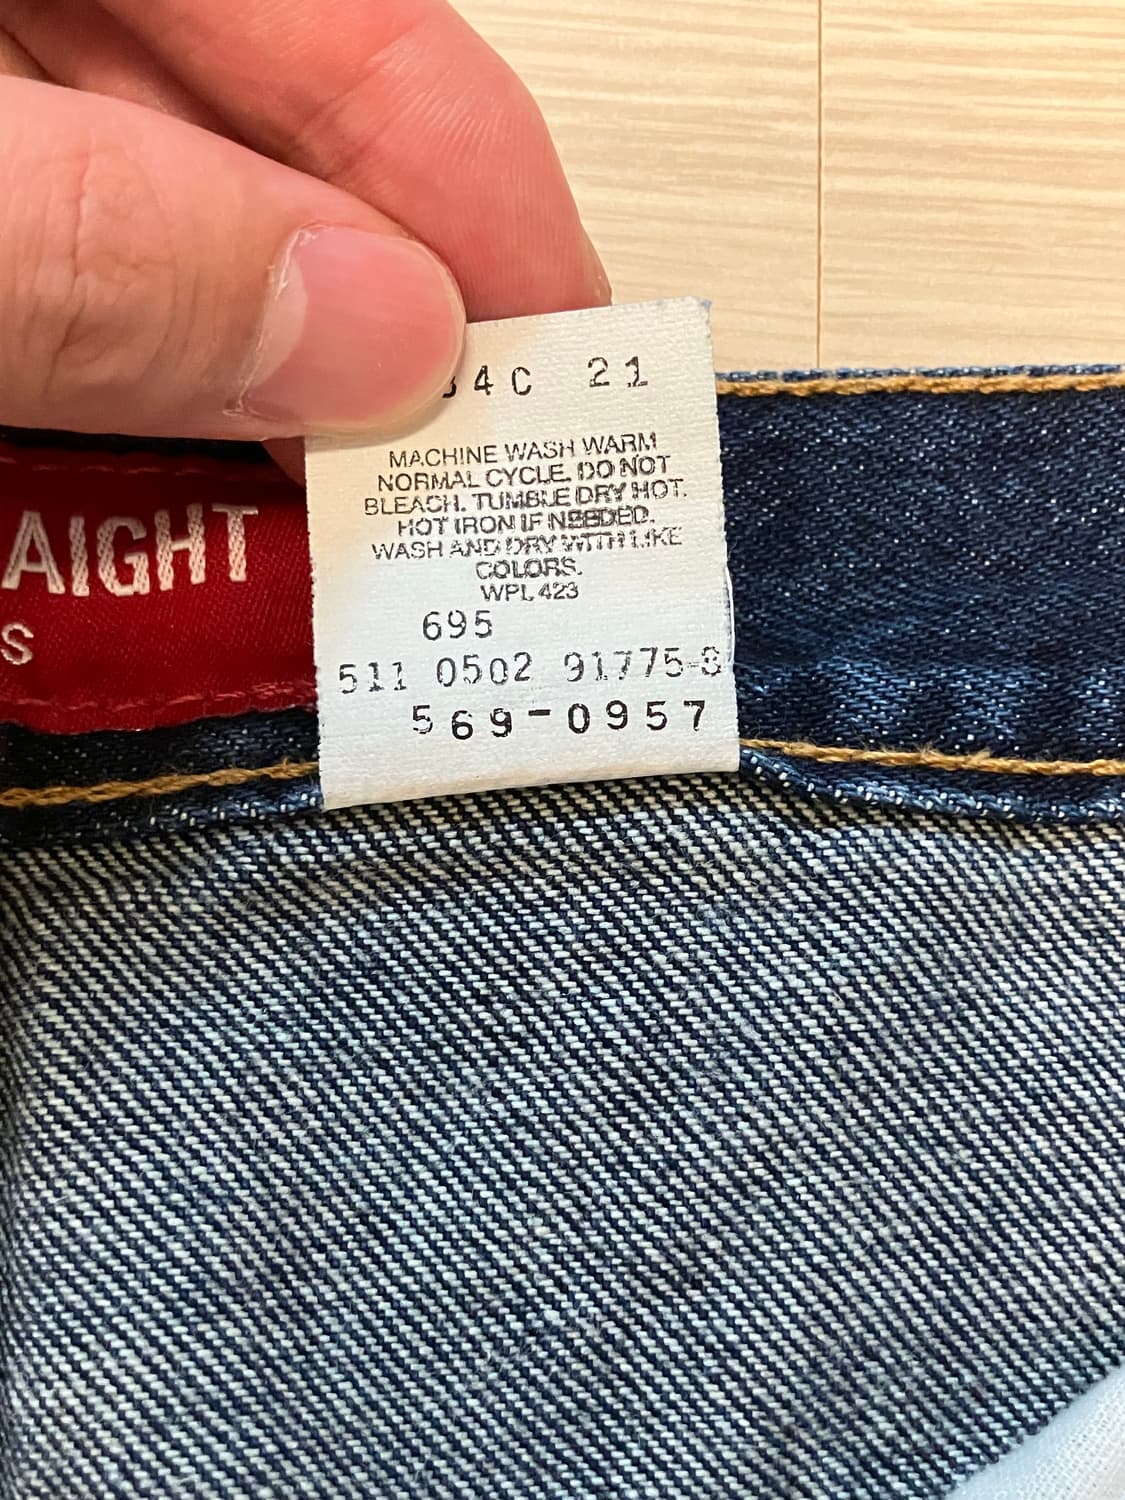 4C 21
MACHINE WASH WARM
NORMAL CYCLE. DO NOT
BLEACH. TUMBLE DRY HOT.
HOT IRON IF NEEDED.
WASH AND DRY WITH LIKE
COLORS.
WPL 423
695
511 0502 91775-8
569-0957
AIGHT
S